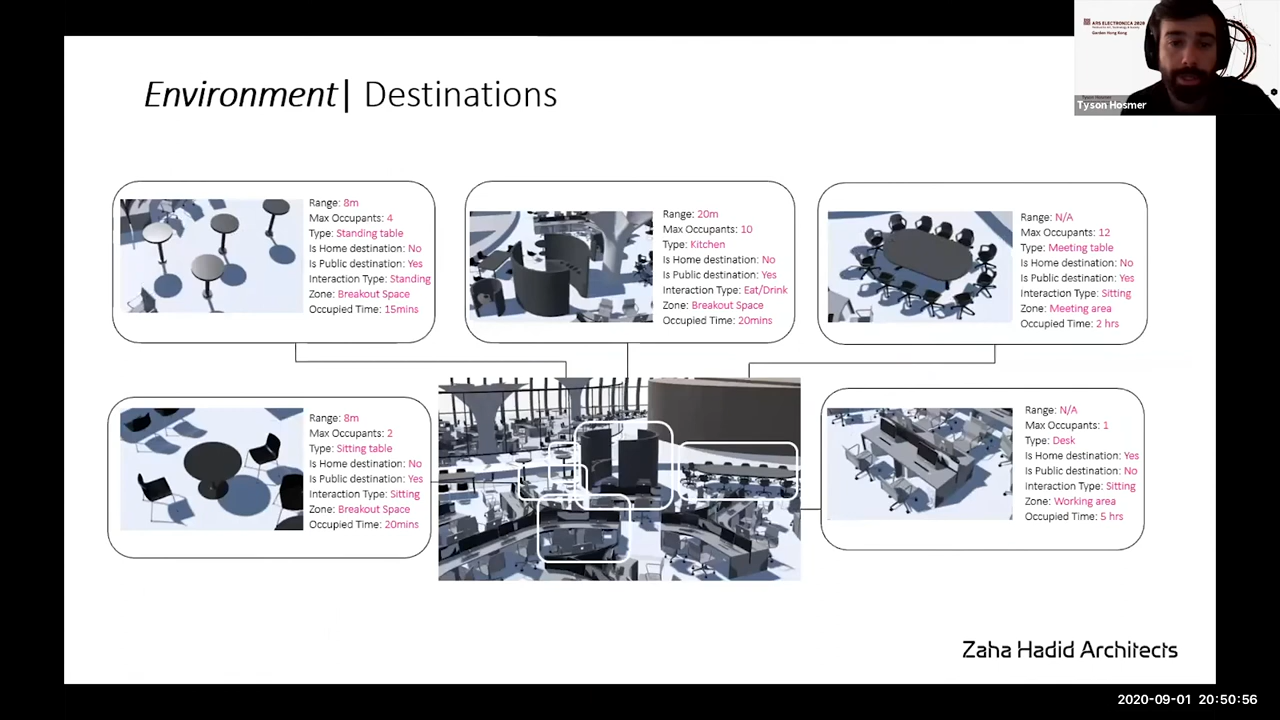 ARS ELECTRONICA 2020
Garden Hong Kong
Tyson Hosmer
Environment| Destinations
Range: 8m
Max Occupants: 4
Type: Standing table
Is Home destination: No
Is Public destination: Yes
Interaction Type: Standing
Zone: Breakout Space
Occupied Time: 15mins
Range: 20m
Max Occupants: 10
Type: Kitchen
Is Home destination: No
Is Public destination: Yes
Interaction Type: Eat/Drink
Zone: Breakout Space
Occupied Time: 20mins
Range: N/A
Max Occupants: 12
Type: Meeting table
Is Home destination: No
Is Public destination: Yes
Interaction Type: Sitting
Zone: Meeting area
Occupied Time: 2 hrs
Range: 8m
Max Occupants: 2
Type: Sitting table
Is Home destination: No
Is Public destination: Yes
Interaction Type: Sitting
Zone: Breakout Space
Occupied Time: 20mins
Range: N/A
Max Occupants: 1
Type: Desk
Is Home destination: Yes
Is Public destination: No
Interaction Type: Sitting
Zone: Working area
Occupied Time: 5 hrs
Zaha Hadid Architects
2020-09-01 20:50:56